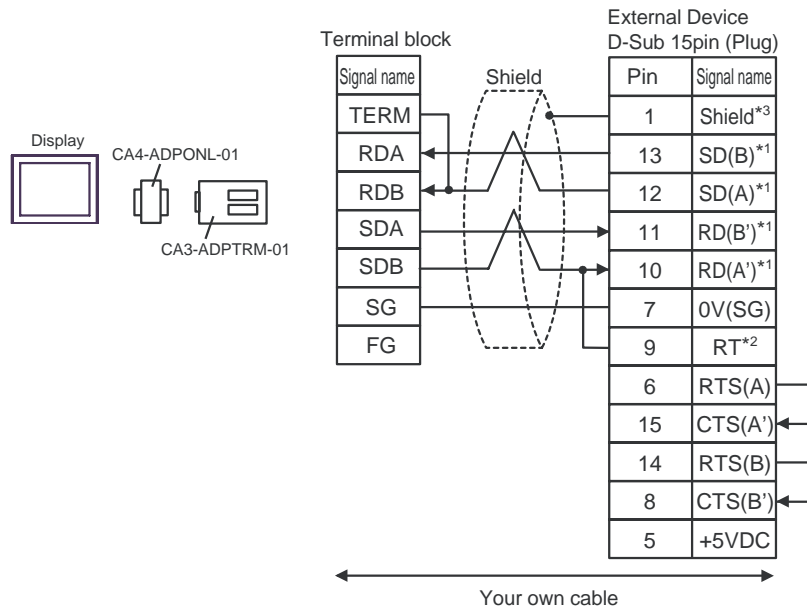 External Device
D-Sub 15pin (Plug)
Terminal block
Signal name
Shield
Pin
Signal name
TERM
1
Shield*3
RDA
13
SD(B)*1
RDB
12
SD(A)*1
SDA
11
RD(B')*1
SDB
10
RD(A')*1
SG
7
0V(SG)
FG
9
RT*2
6
RTS(A)
15
CTS(A')
14
RTS(B)
8
CTS(B')
5
+5VDC
Display
CA4-ADPONL-01
CA3-ADPTRM-01
Your own cable